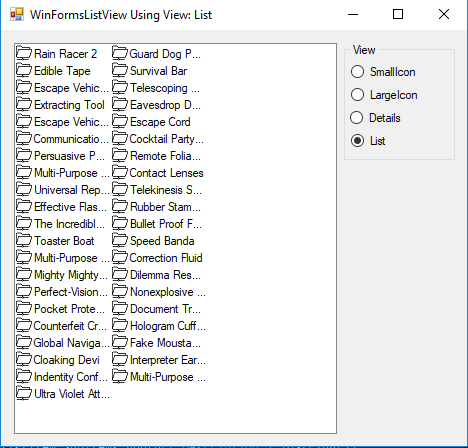 WinFormsListView Using View: List
Rain Racer 2
Edible Tape
Escape Vehic...
Extracting Tool
Escape Vehic...
Communicatio...
Persuasive P...
Multi-Purpose ...
Universal Rep...
Effective Flas...
The Incredibl...
Toaster Boat
Multi-Purpose ...
Mighty Mighty...
Perfect-Vision...
Pocket Prote...
Counterfeit Cr...
Global Naviga...
Cloaking Devi
Indentity Conf...
Ultra Violet Att...
Guard Dog P...
Survival Bar
Telescoping ...
Eavesdrop D...
Escape Cord
Cocktail Party...
Remote Folia...
Contact Lenses
Telekinesis S...
Rubber Stam...
Bullet Proof F...
Speed Banda
Correction Fluid
Dilemma Res...
Nonexplosive ...
Document Tr...
Hologram Cuff...
Fake Mousta...
Interpreter Ear...
Multi-Purpose ...
View
SmallIcon
LargeIcon
Details
List